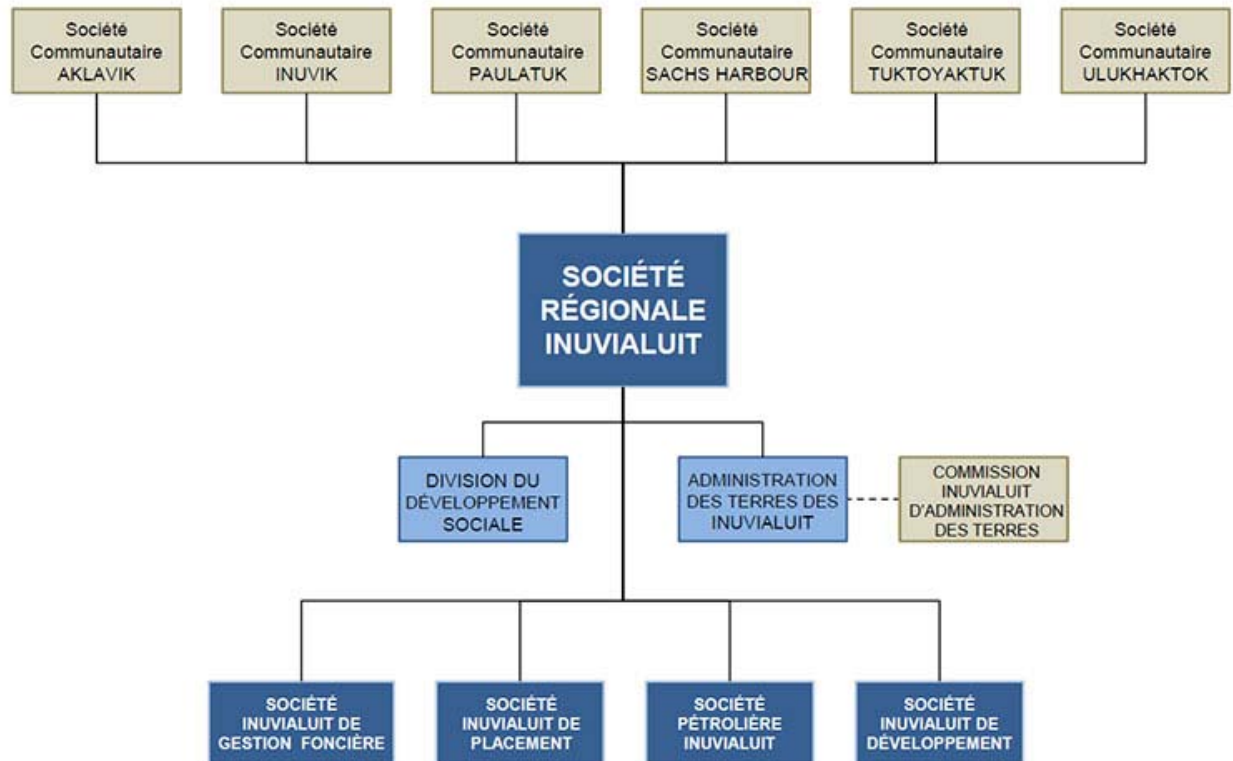 Société
Communautaire
AKLAVIK
Société
Communautaire
INUVIK
Société
Communautaire
PAULATUK
Société
Communautaire
SACHS HARBOUR
Société
Communautaire
TUKTOYAKTUK
Société
Communautaire
ULUKHAKTOK
SOCIÉTÉ
RÉGIONALE
INUVIALUIT
DIVISION DU
DÉVELOPPEMENT
SOCIALE
ADMINISTRATION
DES TERRES DES
INUVIALUIT
COMMISSION
INUVIALUIT
D'ADMINISTRATION
DES TERRES
SOCIÉTÉ
INUVIALUIT DE
GESTION FONCIÈRE
SOCIÉTÉ
INUVIALUIT DE
PLACEMENT
SOCIÉTÉ
PÉTROLIÈRE
INUVIALUIT
SOCIÉTÉ
INUVIALUIT DE
DÉVELOPPEMENT